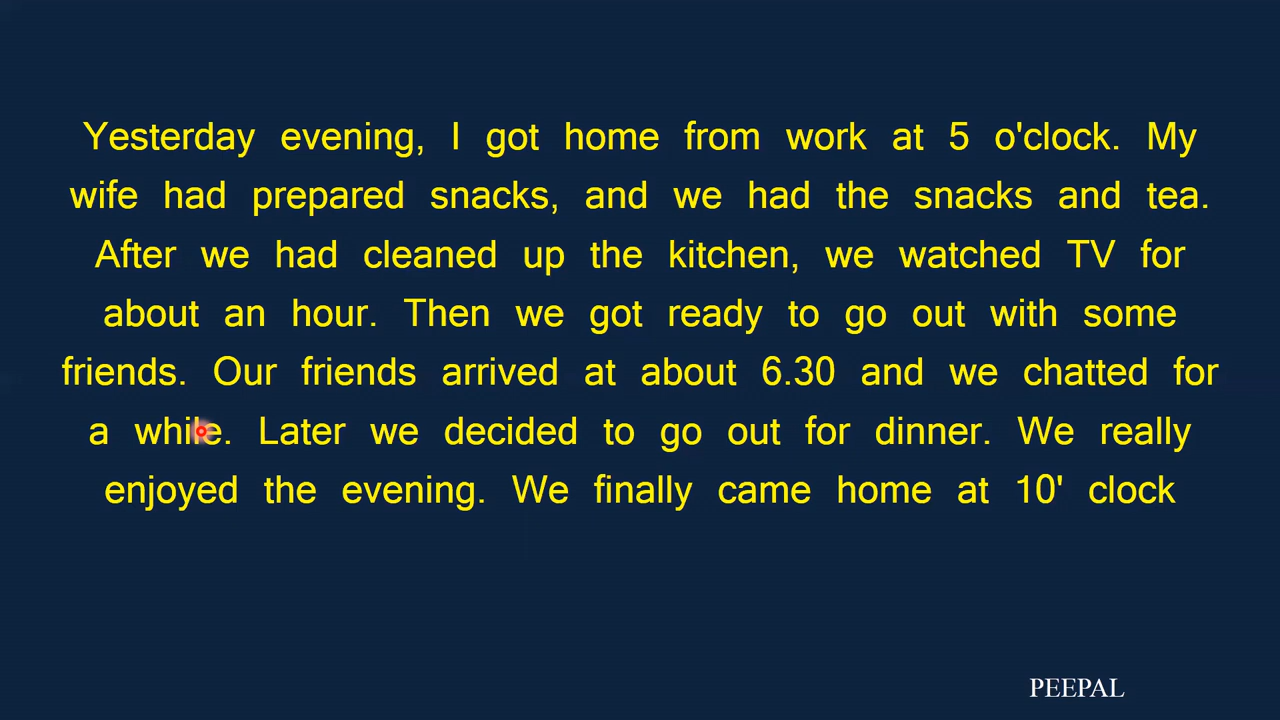 Yesterday evening, I got home from work at 5 o'clock. My
wife had prepared snacks, and we had the snacks and tea.
After we had cleaned up the kitchen, we watched TV for
about an hour. Then we got ready to go out with some
friends. Our friends arrived at about 6.30 and we chatted for
a while. Later we decided to go out for dinner. We really
enjoyed the evening. We finally came home at 10' clock
PEEPAL